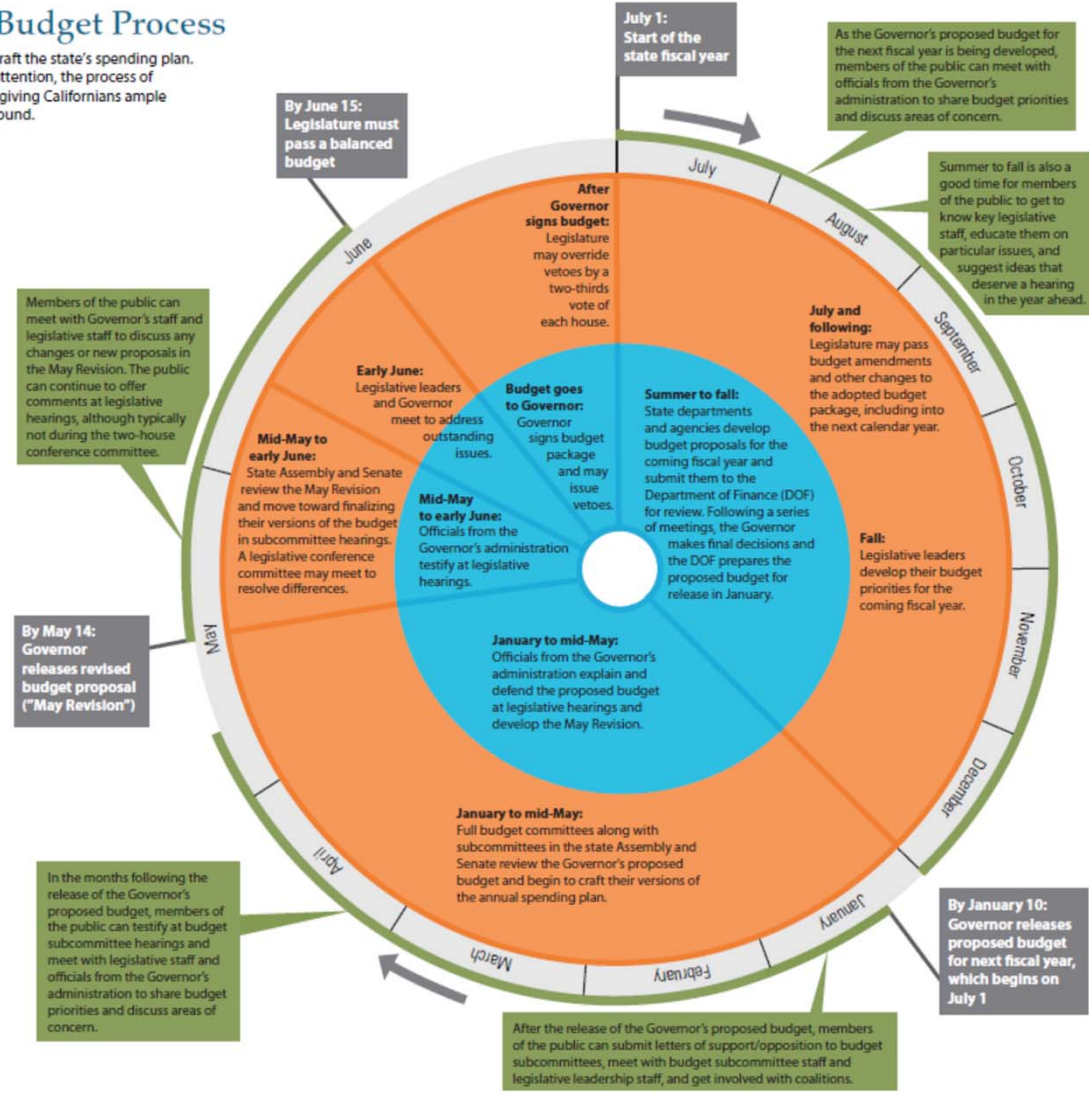 Budget Process
raft the state's spending plan.
ttention, the process of
giving Californians ample
ound.
July 1:
Start of the
state fiscal year
As the Governor's proposed budget for
the next fiscal year is being developed,
members of the public can meet with
officials from the Governor's
administration to share budget priorities
and discuss areas of concern.
By June 15:
Legislature must
pass a balanced
budget
Summer to fall is also a
good time for members
of the public to get to
know key legislative
staff, educate them on
particular issues, and
suggest ideas that
deserve a hearing
in the year ahead.
July
August
September
October
November
December
January
February
March
April
May
June
After
Governor
signs budget:
Legislature
may override
vetoes by a
two-thirds
vote of
each house.
July and
following:
Legislature may pass
budget amendments
and other changes to
the adopted budget
package, including into
the next calendar year.
Members of the public can
meet with Governor's staff and
legislative staff to discuss any
changes or new proposals in
the May Revision. The public
can continue to offer
comments at legislative
hearings, although typically
not during the two-house
conference committee.
Early June:
Legislative leaders
and Governor
meet to address
outstanding
issues.
Budget goes
to Governor:
Governor
signs budget
package
and may
issue
vetoes.
Summer to fall:
State departments
and agencies develop
budget proposals for the
coming fiscal year and
submit them to the
Department of Finance (DOF)
for review. Following a series
of meetings, the Governor
makes final decisions and
the DOF prepares the
proposed budget for
release in January.
Mid-May to
early June:
State Assembly and Senate
review the May Revision
and move toward finalizing
their versions of the budget
in subcommittee hearings.
A legislative conference
committee may meet to
resolve differences.
Mid-May
to early June:
Officials from the
Governor's administration
testify at legislative
hearings.
Fall:
Legislative leaders
develop their budget
priorities for the
coming fiscal year.
By May 14:
Governor
releases revised
budget proposal
("May Revision")
January to mid-May:
Officials from the Governor's
administration explain and
defend the proposed budget
at legislative hearings and
develop the May Revision.
January to mid-May:
Full budget committees along with
subcommittees in the state Assembly and
Senate review the Governor's proposed
budget and begin to craft their versions of
the annual spending plan.
In the months following the
release of the Governor's
proposed budget, members of
the public can testify at budget
subcommittee hearings and
meet with legislative staff and
officials from the Governor's
administration to share budget
priorities and discuss areas of
concern.
By January 10:
Governor releases
proposed budget
for next fiscal year,
which begins on
July 1
After the release of the Governor's proposed budget, members
of the public can submit letters of support/opposition to budget
subcommittees, meet with budget subcommittee staff and
legislative leadership staff, and get involved with coalitions.